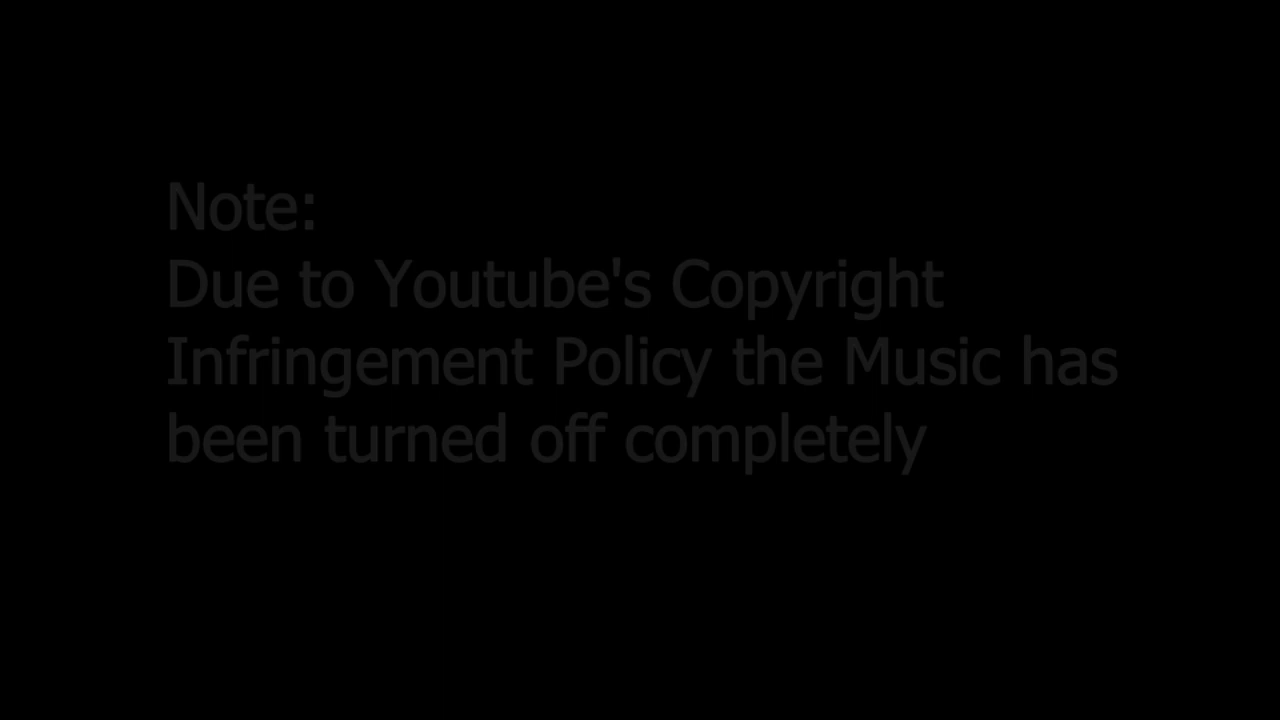 Note:
Due to Youtube's Copyright
Infringement Policy the Music has
been turned off completely